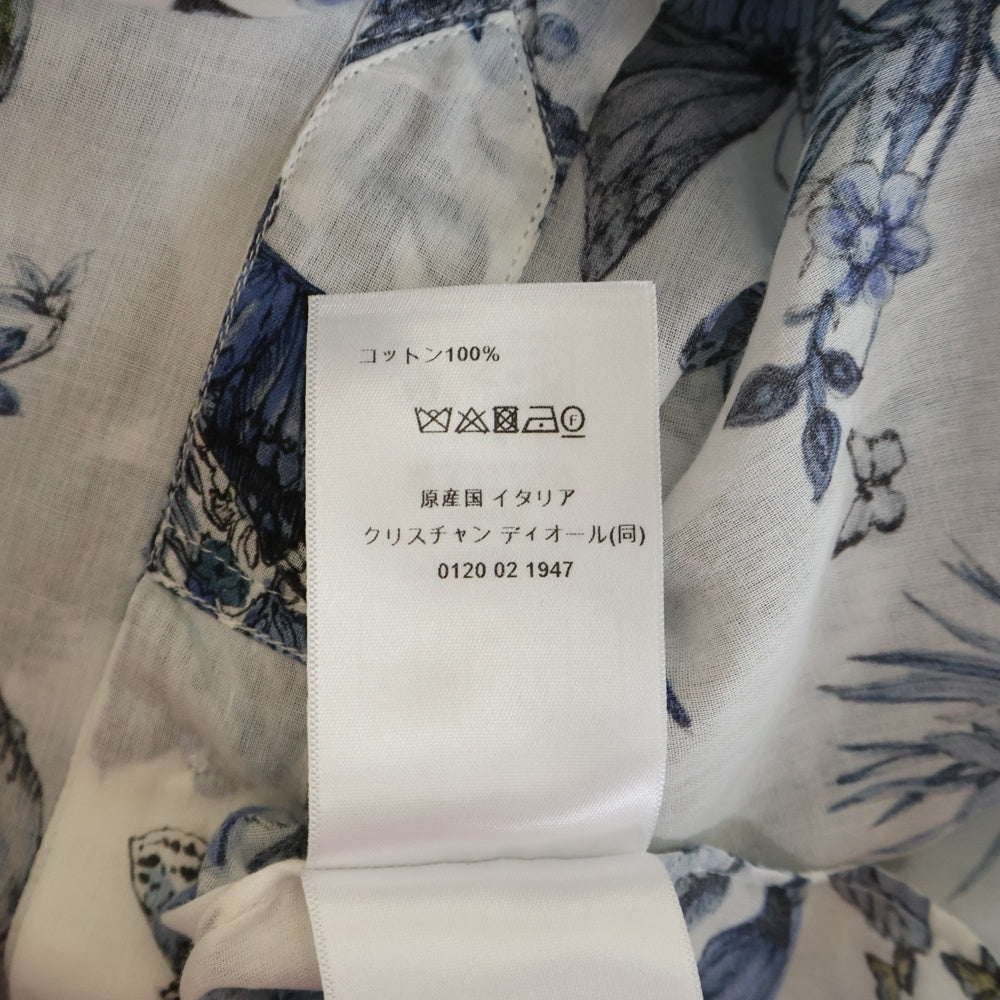 コットン100%
F
原産国 イタリア
クリスチャン ディオール(同)
0120 02 1947